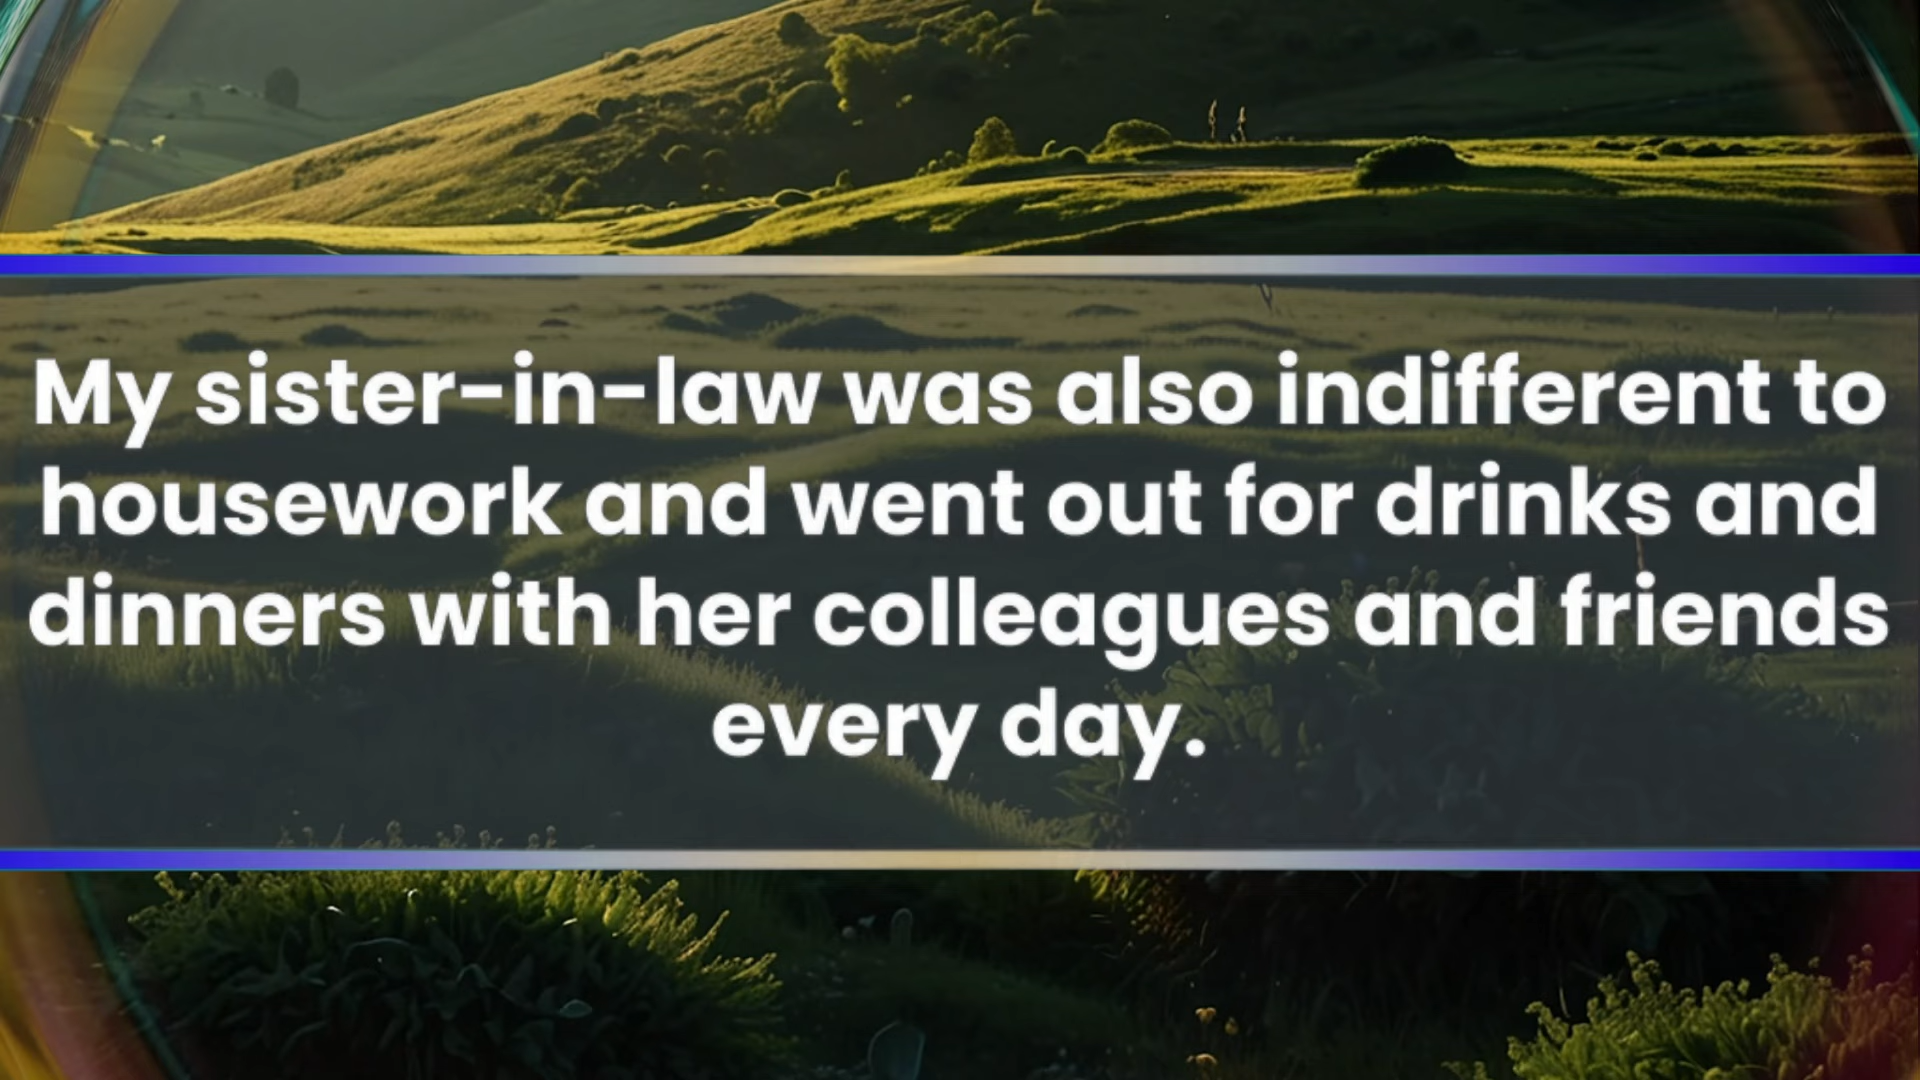 My sister-in-law was also indifferent to
housework and went out for drinks and
dinners with her colleagues and friends
every day.